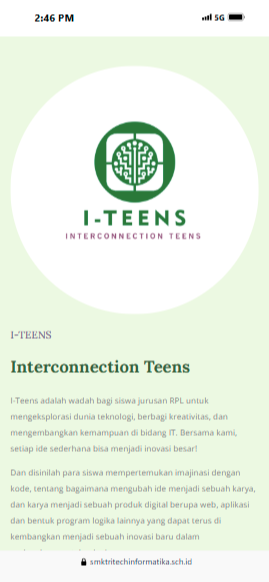 2:46 PM
5G
I-TEENS
INTERCONNECTION TEENS
I-TEENS
Interconnection Teens
I-Teens adalah wadah bagi siswa jurusan RPL untuk
mengeksplorasi dunia teknologi, berbagi kreativitas, dan
mengembangkan kemampuan di bidang IT. Bersama kami,
setiap ide sederhana bisa menjadi inovasi besar!
Dan disinilah para siswa mempertemukan imajinasi dengan
kode, tentang bagaimana mengubah ide menjadi sebuah karya,
dan karya menjadi sebuah produk digital berupa web, aplikasi
dan bentuk program logika lainnya yang dapat terus di
kembangkan menjadi sebuah inovasi baru dalam
smktritechinformatika.sch.id